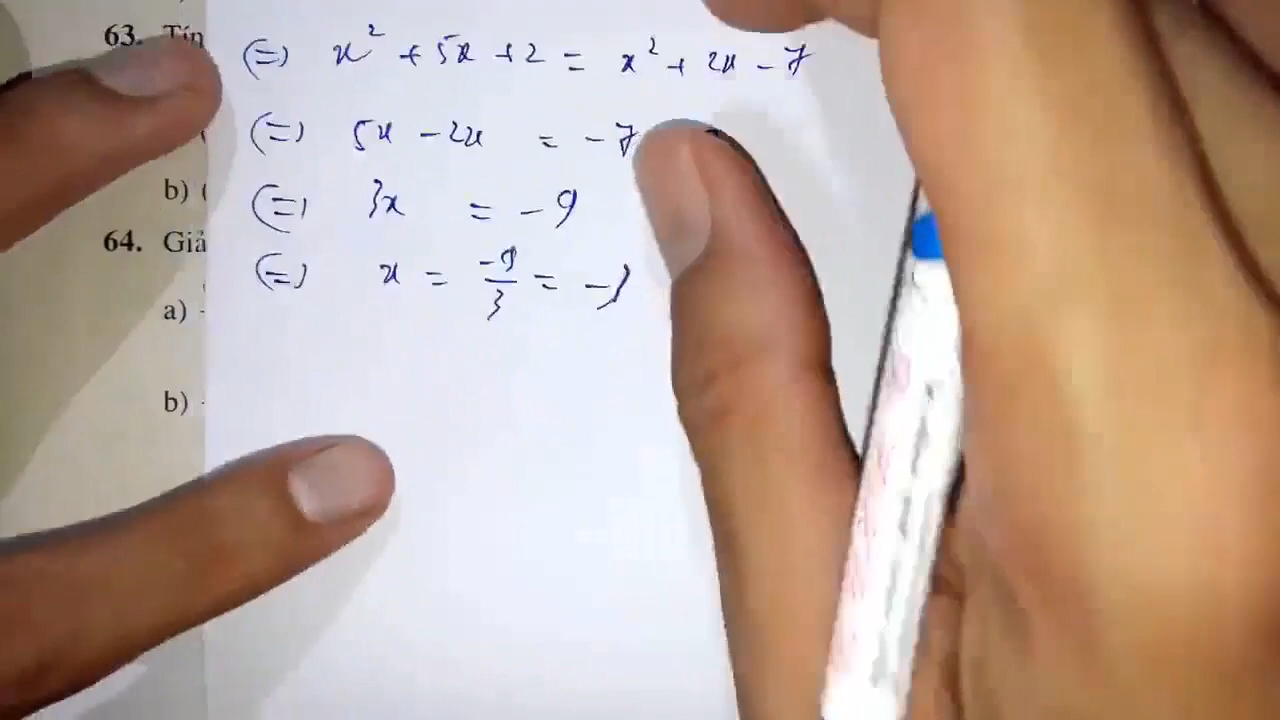 63. Tín
(=) x² + 5x + 2 = x² + 2x - 7
(=) 5x - 2x = -7
b) (
(=) 3x = -9
64. Giả
(=) x = -9/3 = -3
a) -
b) -